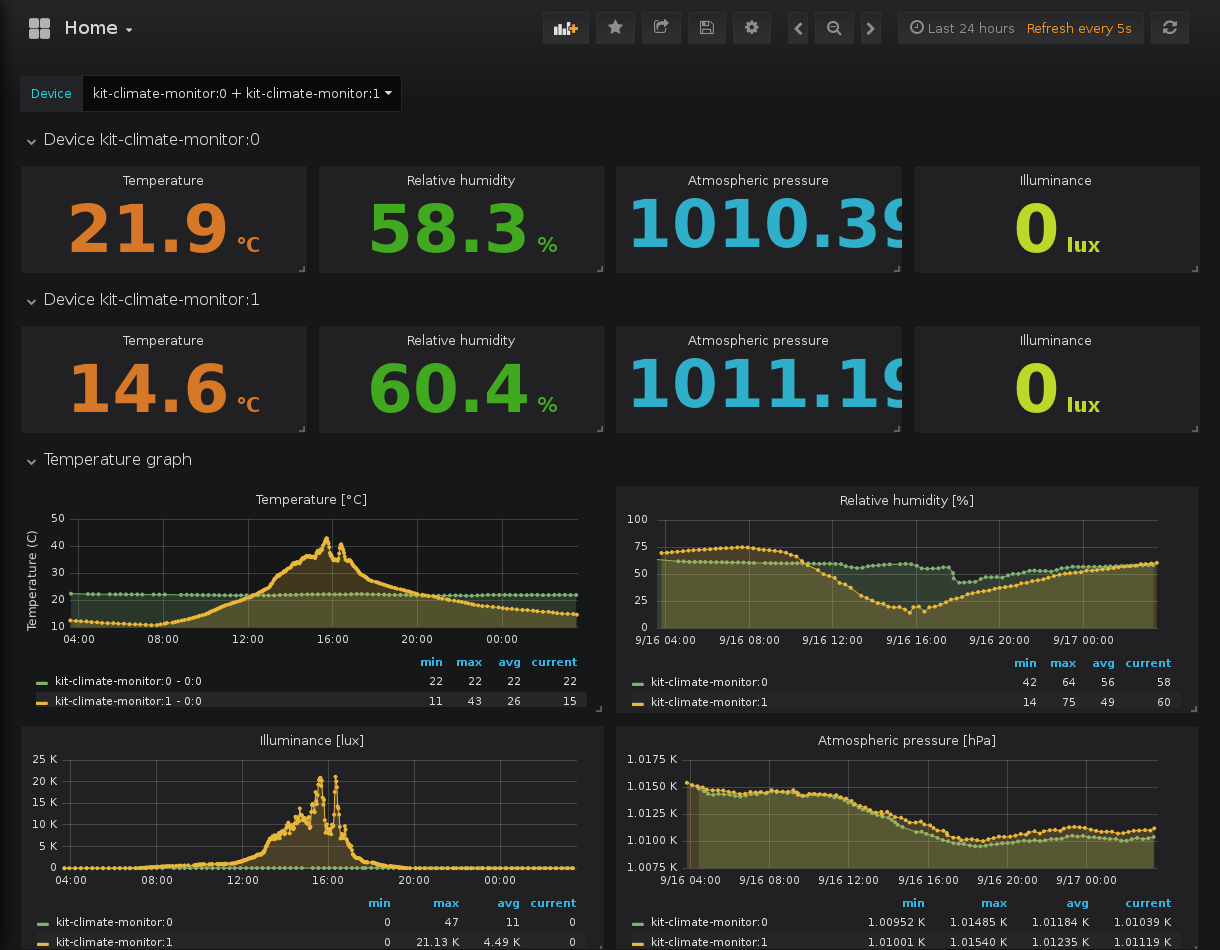 Home
Last 24 hours Refresh every 5s
Device kit-climate-monitor:0 + kit-climate-monitor:1
Device kit-climate-monitor:0
Temperature Relative humidity Atmospheric pressure Illuminance
21.9 °C 58.3 % 1010.39 0 lux
Device kit-climate-monitor:1
Temperature Relative humidity Atmospheric pressure Illuminance
14.6 °C 60.4 % 1011.19 0 lux
Temperature graph
Temperature [°C]
Temperature (C)
50
40
30
20
10
04:00 08:00 12:00 16:00 20:00 00:00
min max avg current
kit-climate-monitor:0 - 0:0 22 22 22 22
kit-climate-monitor:1 - 0:0 11 43 26 15
Relative humidity [%]
100
75
50
25
0
9/16 04:00 9/16 08:00 9/16 12:00 9/16 16:00 9/16 20:00 9/17 00:00
min max avg current
kit-climate-monitor:0 42 64 56 58
kit-climate-monitor:1 14 75 49 60
Illuminance [lux]
25 K
20 K
15 K
10 K
5 K
0
04:00 08:00 12:00 16:00 20:00 00:00
min max avg current
kit-climate-monitor:0 0 47 11 0
kit-climate-monitor:1 0 21.13 K 4.49 K 0
Atmospheric pressure [hPa]
1.0175 K
1.0150 K
1.0125 K
1.0100 K
1.0075 K
9/16 04:00 9/16 08:00 9/16 12:00 9/16 16:00 9/16 20:00 9/17 00:00
min max avg current
kit-climate-monitor:0 1.00952 K 1.01485 K 1.01184 K 1.01039 K
kit-climate-monitor:1 1.01001 K 1.01540 K 1.01235 K 1.01119 K